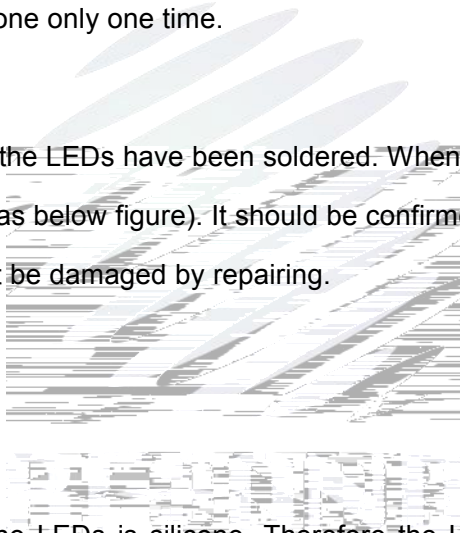 one only one time.
the LEDs have been soldered. When
as below figure). It should be confirme
be damaged by repairing.
LEDs is silicone. Therefore the